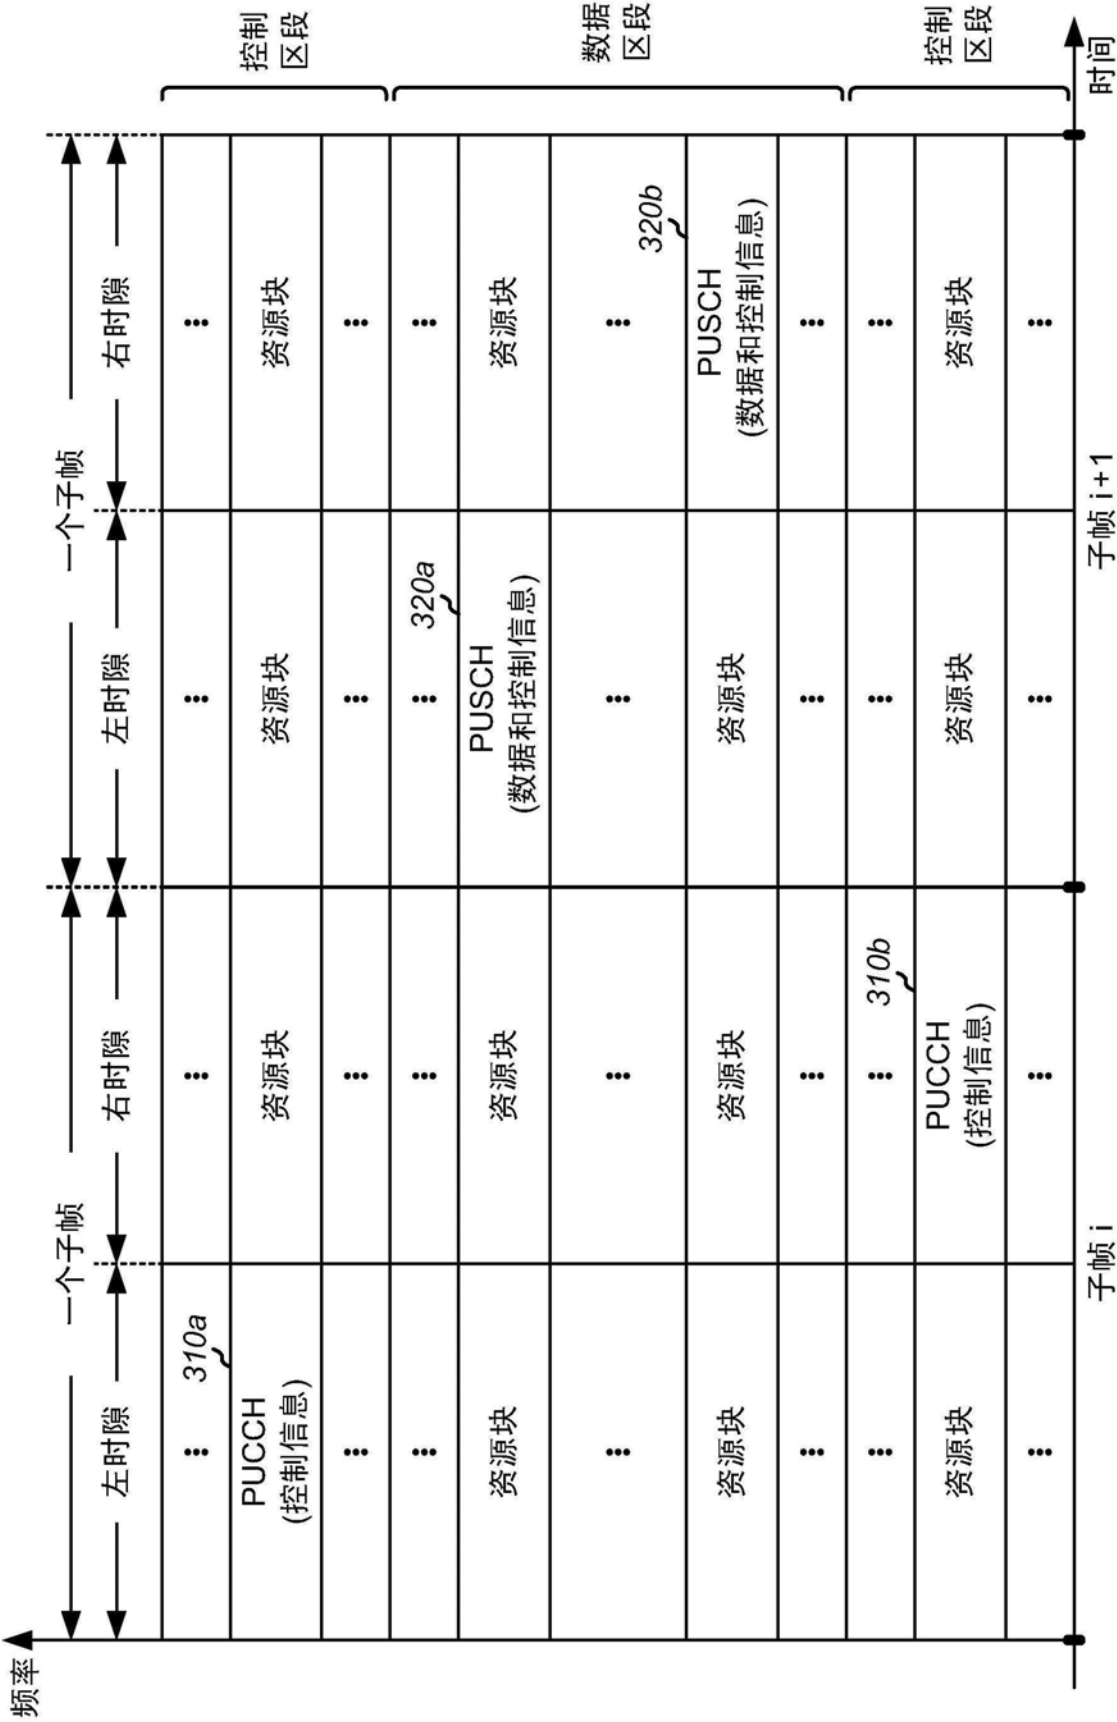 频率
一个子帧
一个子帧
左时隙
右时隙
左时隙
右时隙
310a
PUCCH
(控制信息)
资源块
资源块
资源块
控制
区段
320a
资源块
资源块
PUSCH
(数据和控制信息)
资源块
320b
资源块
资源块
资源块
PUSCH
(数据和控制信息)
数据
区段
310b
资源块
PUCCH
(控制信息)
资源块
资源块
控制
区段
子帧 i
子帧 i+1
时间